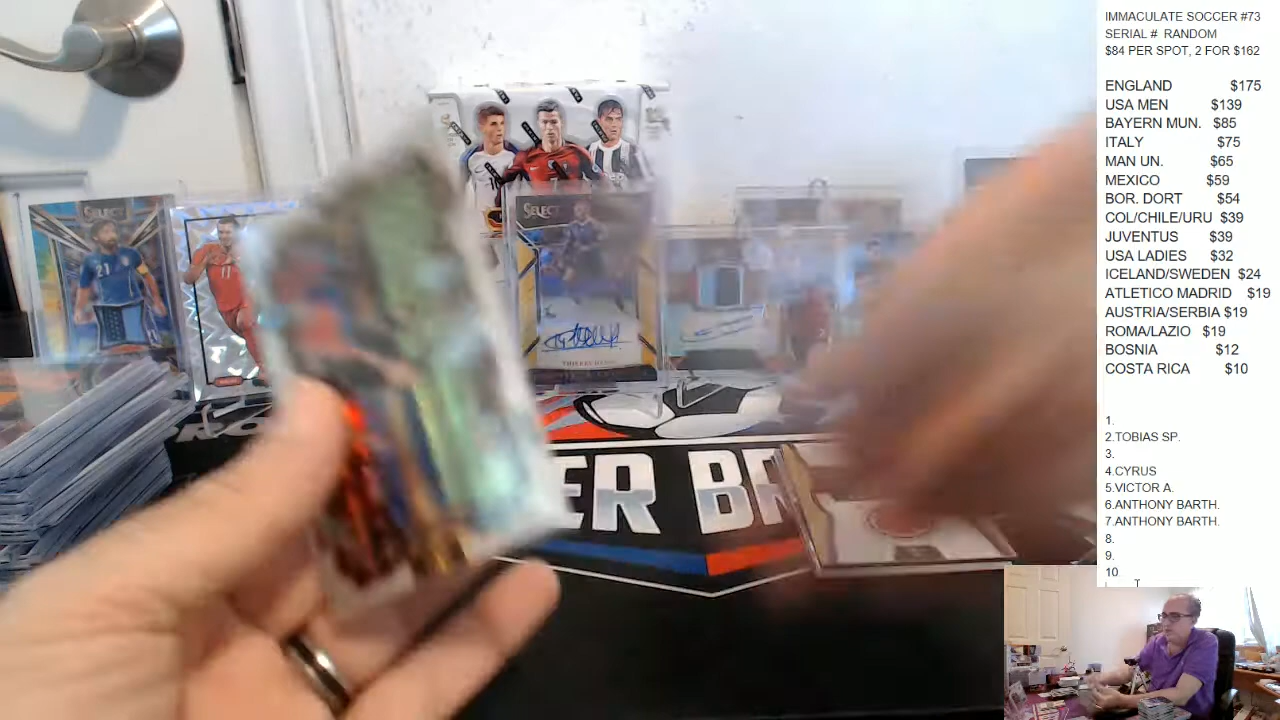 IMMACULATE SOCCER #73
SERIAL # RANDOM
$84 PER SPOT, 2 FOR $162
ENGLAND $175
USA MEN $139
BAYERN MUN. $85
ITALY $75
MAN UN. $65
MEXICO $59
BOR. DORT $54
COL/CHILE/URU $39
JUVENTUS $39
USA LADIES $32
ICELAND/SWEDEN $24
ATLETICO MADRID $19
AUSTRIA/SERBIA $19
ROMA/LAZIO $19
BOSNIA $12
COSTA RICA $10
1.
2.TOBIAS SP.
3.
4.CYRUS
5.VICTOR A.
6.ANTHONY BARTH.
7.ANTHONY BARTH.
8.
9.
10.
SELECT
11
SELECT
ER BR